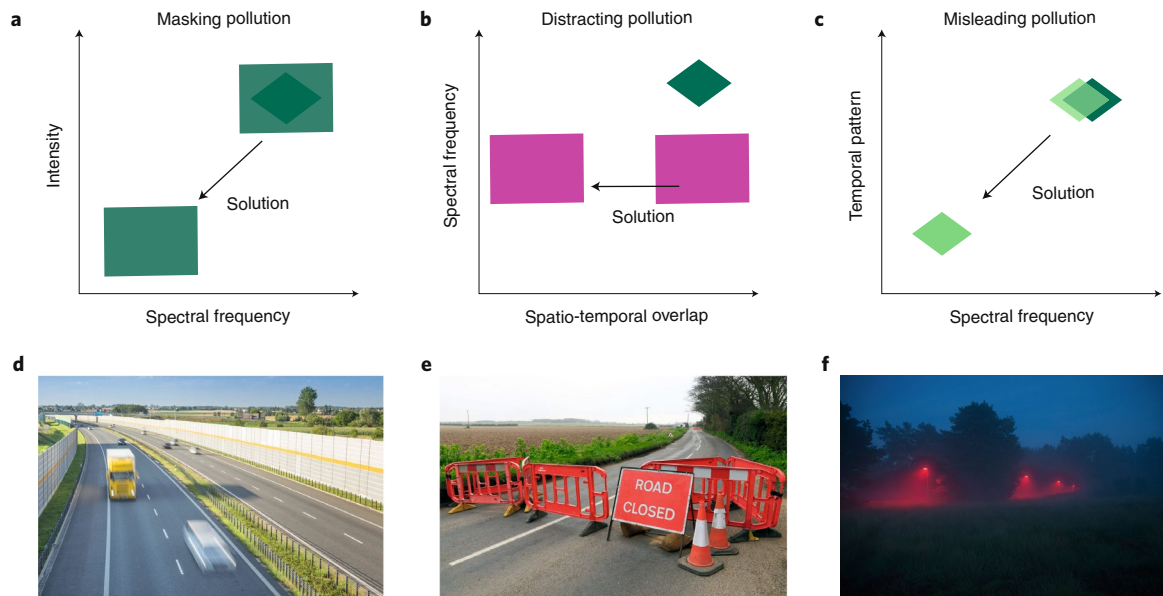 a
Masking pollution
Intensity
Solution
Spectral frequency
b
Distracting pollution
Spectral frequency
Solution
Spatio-temporal overlap
c
Misleading pollution
Temporal pattern
Solution
Spectral frequency
d
e
ROAD
CLOSED
f